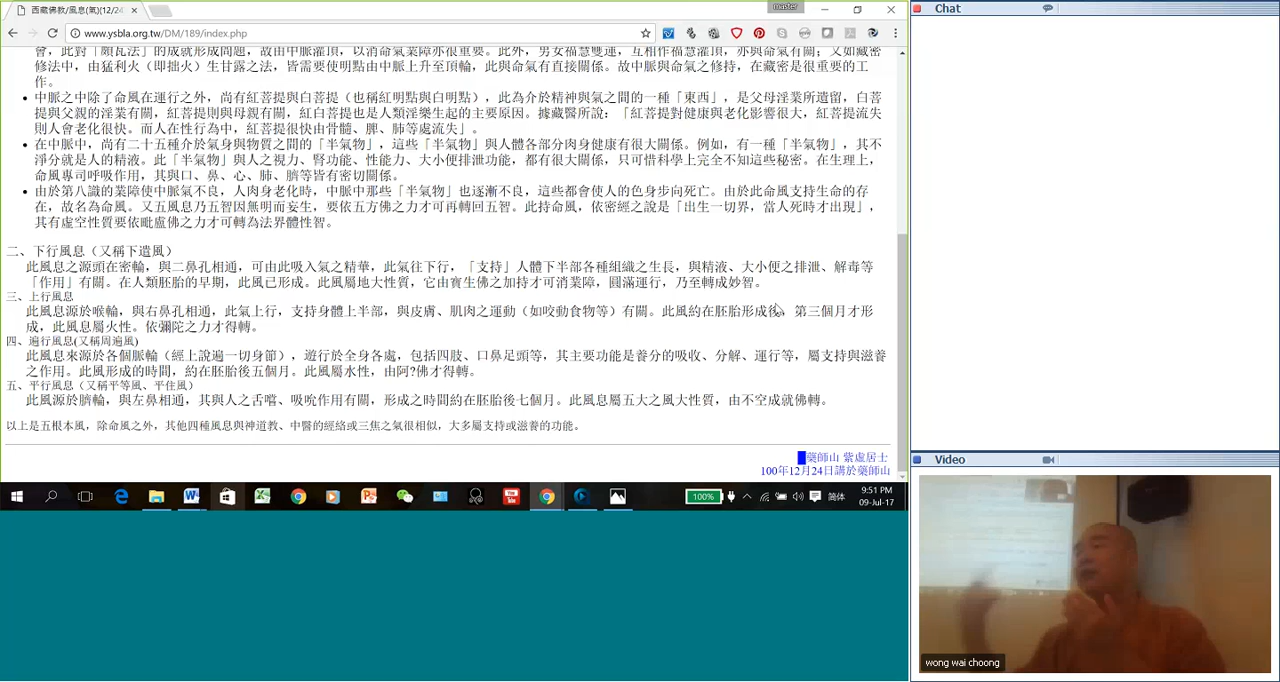 西藏佛教/風息(氣)(12/24
master
www.ysbla.org.tw/DM/189/index.php
會，此對「頗瓦法」的成就形成問題，故由中脈灌頂，以消命氣業障亦很重要。此外，男女福慧雙運，互相作福慧灌頂，亦與命氣有關；又如藏密
修法中，由猛利火（即拙火）生甘露之法，皆需要使明點由中脈上升至頂輪，此與命氣有直接關係。故中脈與命氣之修持，在藏密是很重要的工
作。
• 中脈之中除了命風在運行之外，尚有紅菩提與白菩提（也稱紅明點與白明點），此為介於精神與氣之間的一種「東西」，是父母淫業所遺留，白菩
提與父親的淫業有關，紅菩提則與母親有關，紅白菩提也是人類淫樂生起的主要原因。據藏醫所說：「紅菩提對健康與老化影響很大，紅菩提流失
則人會老化很快。而人在性行為中，紅菩提很快由骨髓、脾、肺等處流失」。
• 在中脈中，尚有二十五種介於氣身與物質之間的「半氣物」，這些「半氣物」與人體各部分肉身健康有很大關係。例如，有一種「半氣物」，其不
淨分就是人的精液。此「半氣物」與人之視力、腎功能、性能力、大小便排泄功能，都有很大關係，只可惜科學上完全不知這些秘密。在生理上，
命風專司呼吸作用，其與口、鼻、心、肺、臍等皆有密切關係。
• 由於第八識的業障使中脈氣不良，人肉身老化時，中脈中那些「半氣物」也逐漸不良，這些都會使人的色身步向死亡。由於此命風支持生命的存
在，故名為命風。又五風息乃五智因無明而妄生，要依五方佛之力才可再轉回五智。此持命風，依密經之說是「出生一切界，當人死時才出現」，
其有虛空性質要依毗盧佛之力才可轉為法界體性智。
二、下行風息（又稱下遣風）
此風息之源頭在密輪，與二鼻孔相通，可由此吸入氣之精華，此氣往下行，「支持」人體下半部各種組織之生長，與精液、大小便之排泄、解毒等
「作用」有關。在人類胚胎的早期，此風已形成。此風屬地大性質，它由寶生佛之加持才可消業障，圓滿運行，乃至轉成妙智。
三、上行風息
此風息源於喉輪，與右鼻孔相通，此氣上行，支持身體上半部，與皮膚、肌肉之運動（如咬動食物等）有關。此風約在胚胎形成後，第三個月才形
成，此風息屬火性。依彌陀之力才得轉。
四、遍行風息(又稱周遍風)
此風息來源於各個脈輪（經上說遍一切身節），遊行於全身各處，包括四肢、口鼻足頭等，其主要功能是養分的吸收、分解、運行等，屬支持與滋養
之作用。此風形成的時間，約在胚胎後五個月。此風屬水性，由阿?佛才得轉。
五、平行風息（又稱平等風、平住風）
此風源於臍輪，與左鼻相通，其與人之舌嚐、吸吮作用有關，形成之時間約在胚胎後七個月。此風息屬五大之風大性質，由不空成就佛轉。
以上是五根本風，除命風之外，其他四種風息與神道教、中醫的經絡或三焦之氣很相似，大多屬支持或滋養的功能。
藥師山 紫虛居士
100年12月24日講於藥師山
100%
简体
9:51 PM
09-Jul-17
Chat
Video
wong wai choong